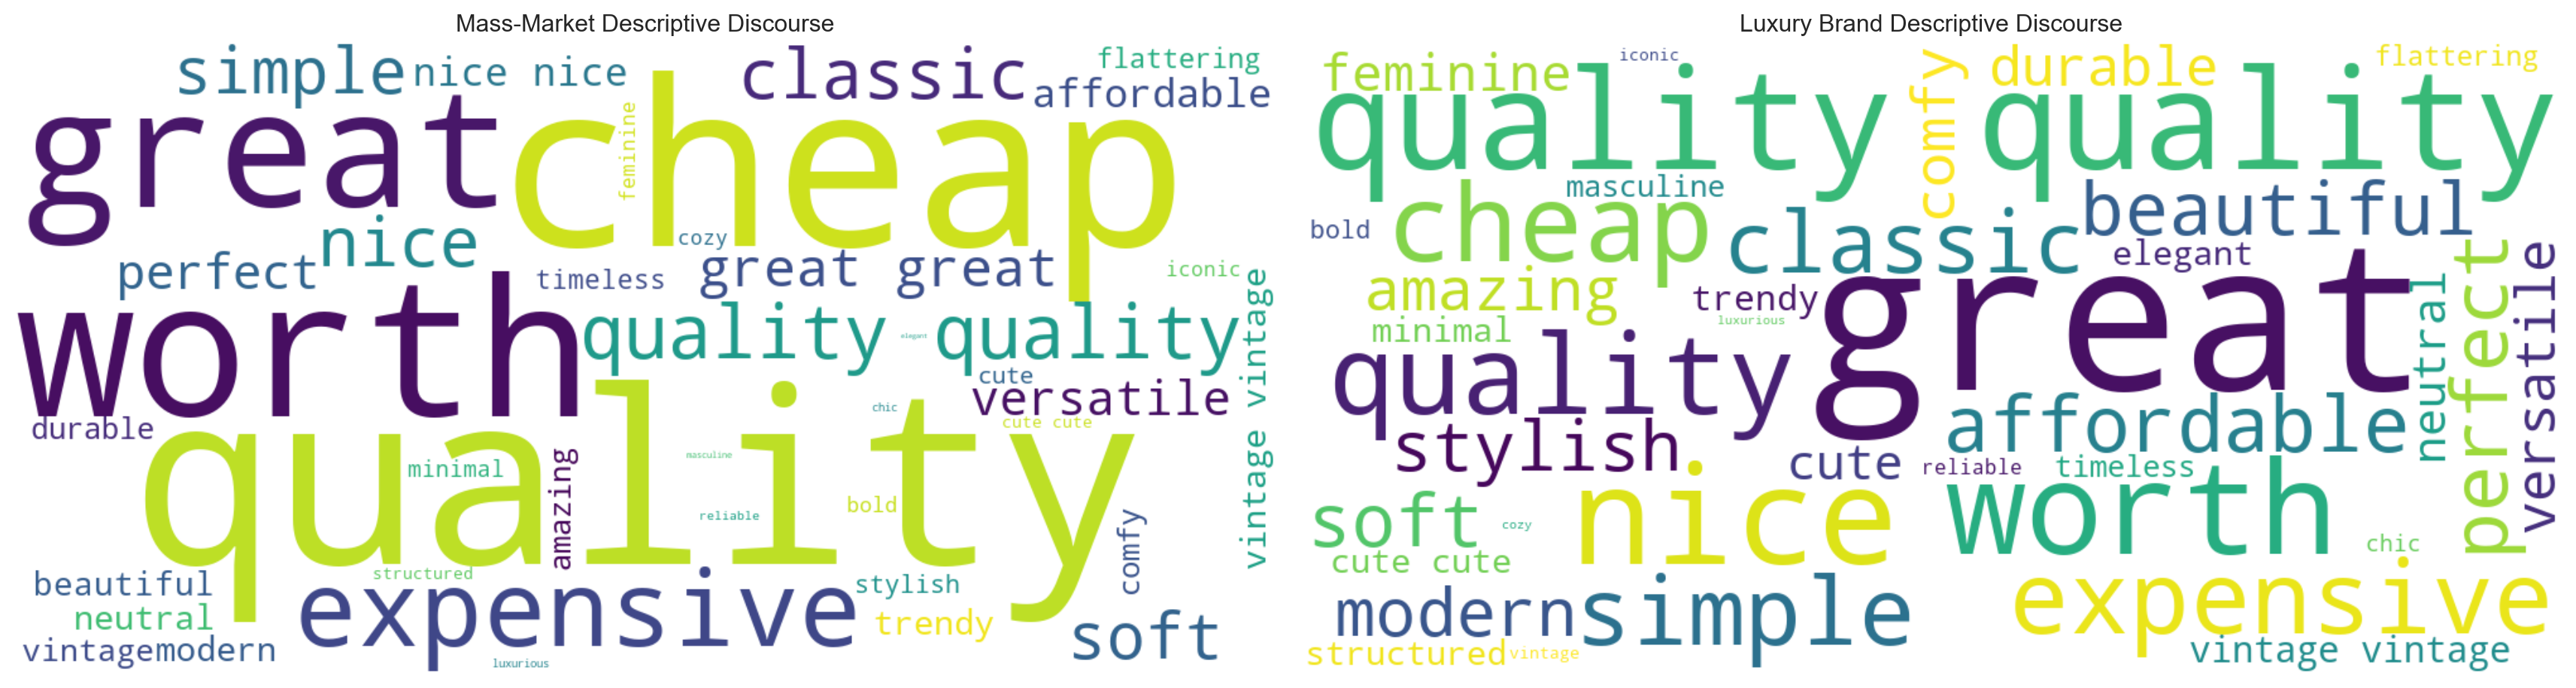 Mass-Market Descriptive Discourse
simple nice nice classic flattering
affordable
great cheap
feminine
nice
cozy
perfect timeless great great iconic
worth quality elegant quality
vintage vintage
cute
versatile
chic
cute cute
durable
quality
minimal
amazing
masculine
bold
reliable
comfy
structured
beautiful expensive stylish
neutral trendy
soft
vintage modern
luxurious
Luxury Brand Descriptive Discourse
feminine iconic comfy durable flattering
quality quality
masculine
bold cheap classic beautiful
elegant
amazing trendy great neutral perfect versatile
luxurious
minimal
quality
stylish affordable
cute reliable timeless
soft cozy nice worth
cute cute chic
modern simple expensive
structured vintage vintage vintage